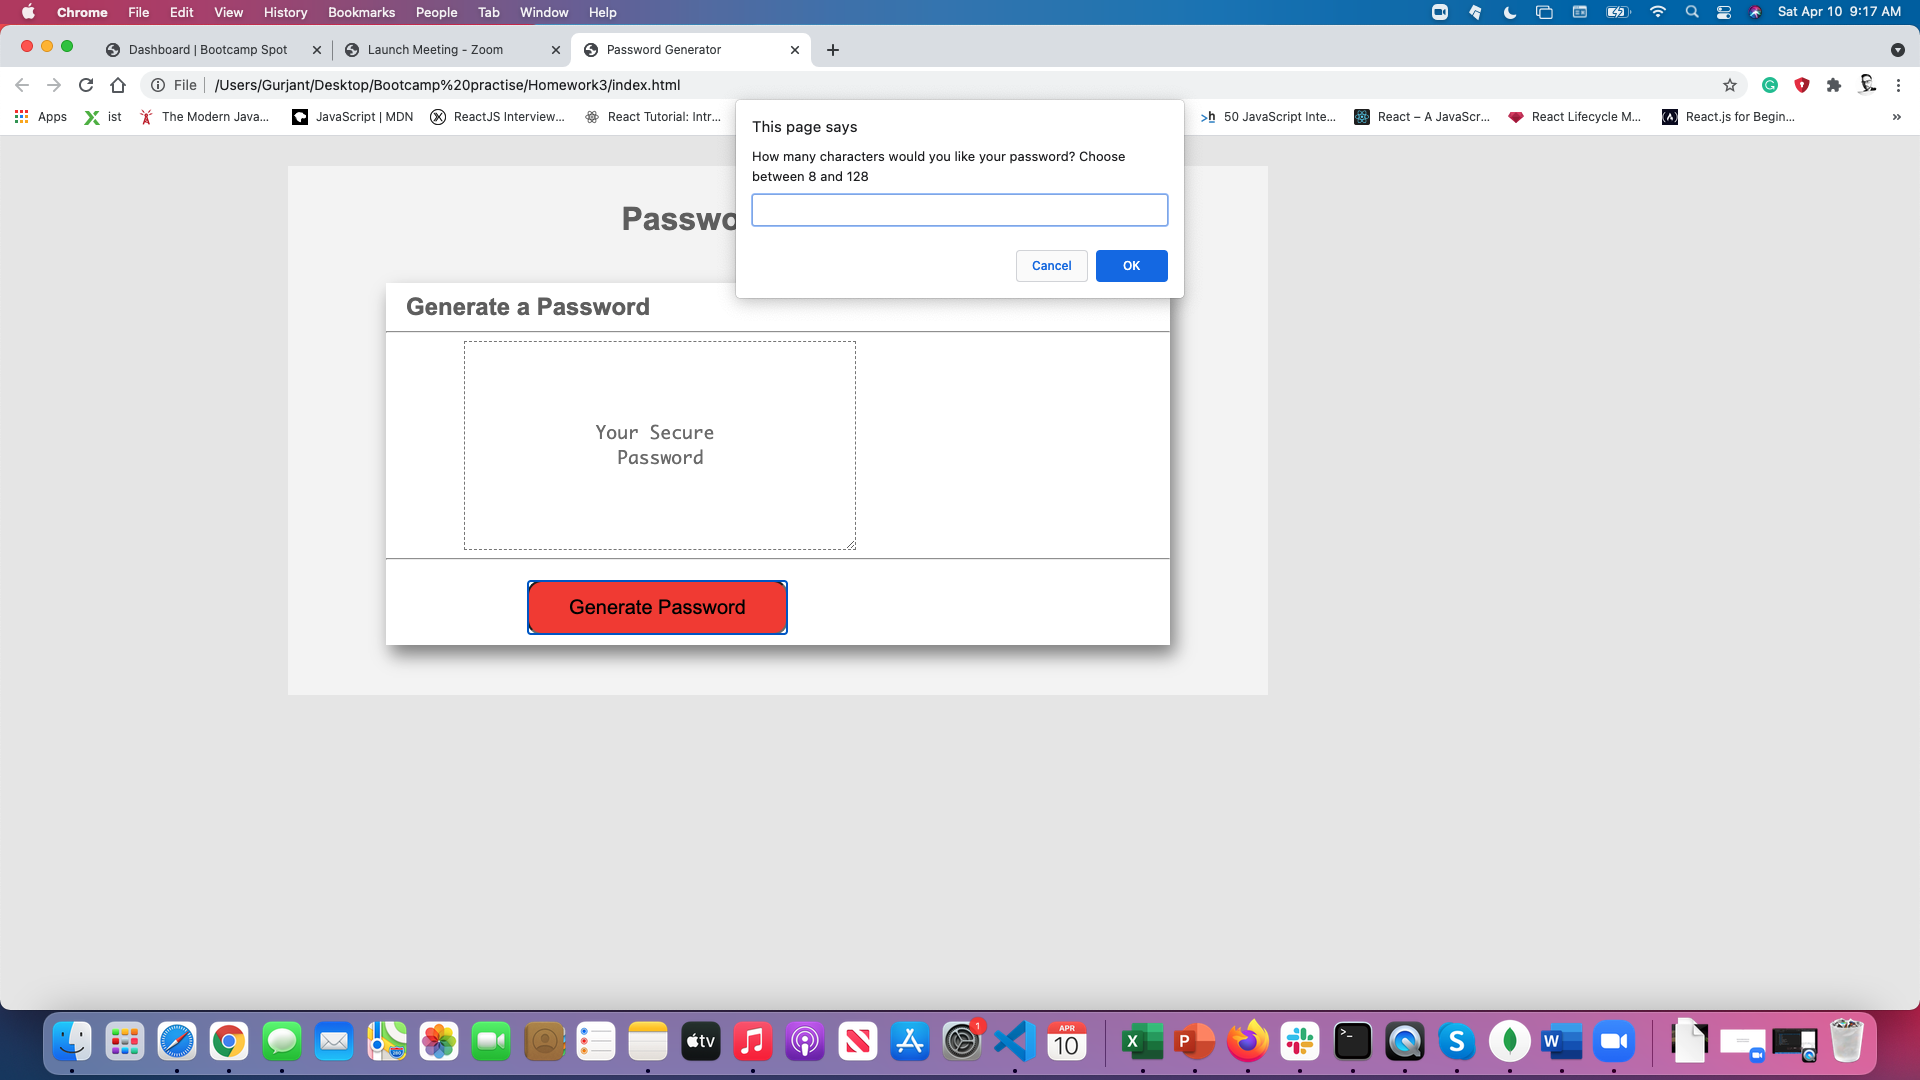 Chrome File Edit View History Bookmarks People Tab Window Help Sat Apr 10 9:17 AM
Dashboard | Bootcamp Spot Launch Meeting - Zoom Password Generator
File /Users/Gurjant/Desktop/Bootcamp%20practise/Homework3/index.html
Apps ist The Modern Java... JavaScript | MDN ReactJS Interview... React Tutorial: Intr... >h 50 JavaScript Inte... React – A JavaScr... React Lifecycle M... React.js for Begin... »
This page says
How many characters would you like your password? Choose
between 8 and 128
Cancel OK
Passwo
Generate a Password
Your Secure
Password
Generate Password
tv 1 APR 10 X P S W